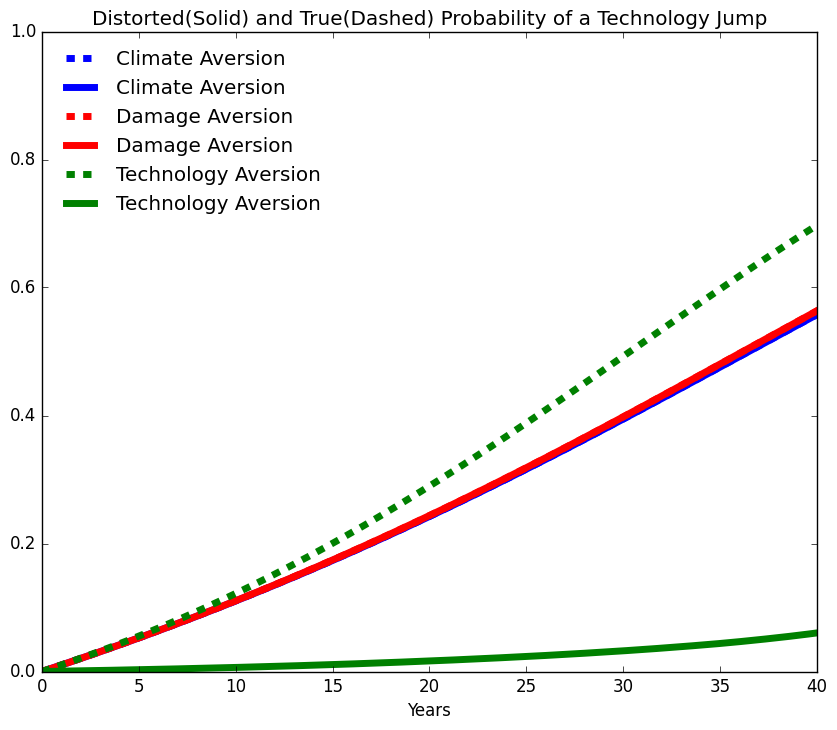 Distorted(Solid) and True(Dashed) Probability of a Technology Jump
1.0
Climate Aversion
Climate Aversion
Damage Aversion
Damage Aversion
Technology Aversion
Technology Aversion
0.8
0.6
0.4
0.2
0.0
0 5 10 15 20 25 30 35 40
Years